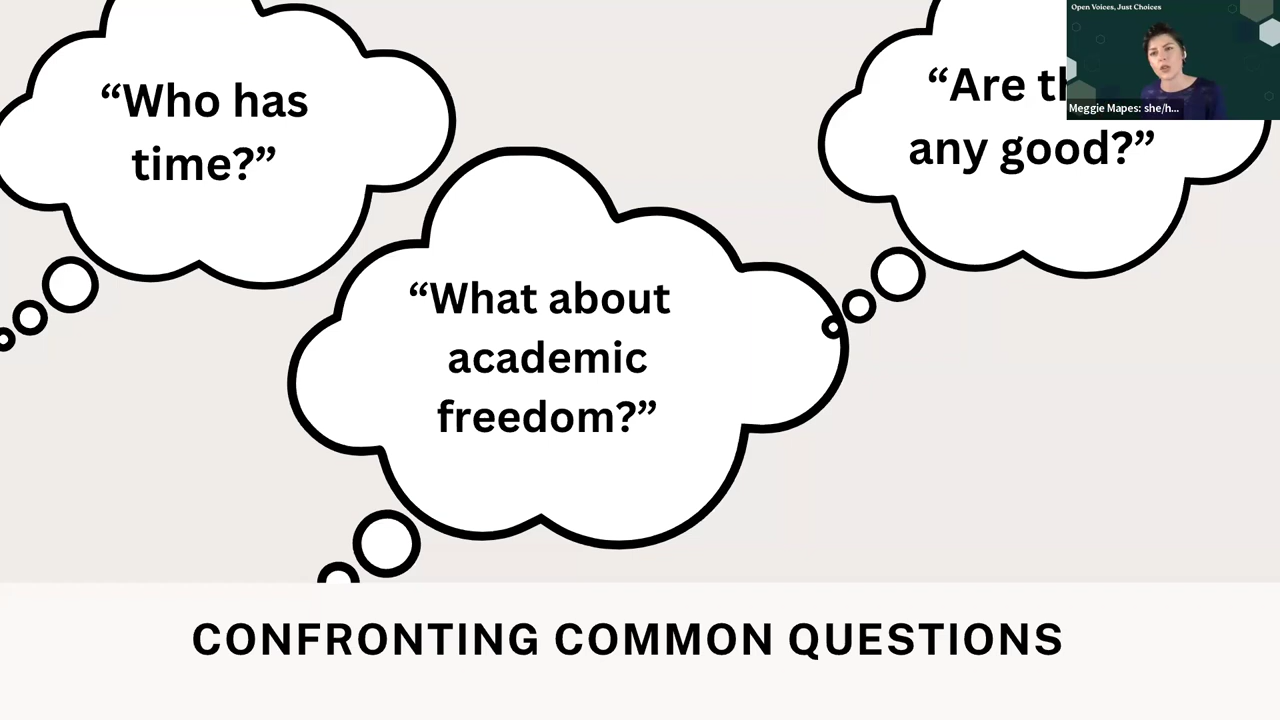 “Who has
time?”
“What about
academic
freedom?”
“Are th
any good?”
Open Voices, Just Choices
Meggie Mapes: she/h...
CONFRONTING COMMON QUESTIONS